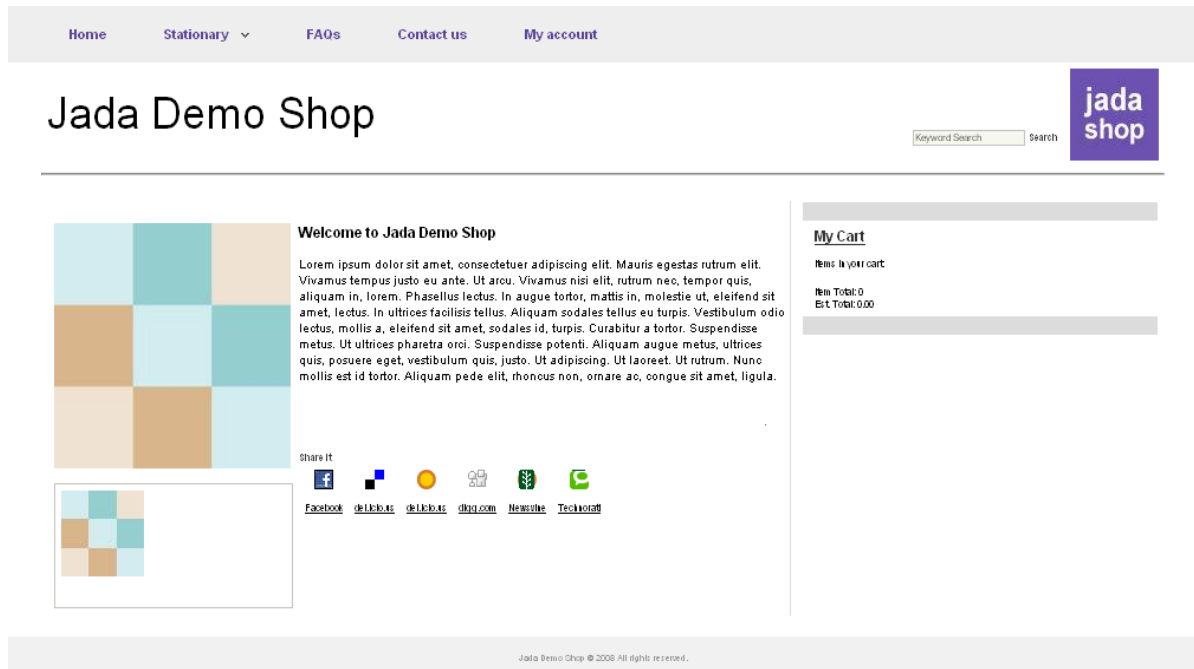 Home Stationary FAQs Contact us My account
Jada Demo Shop
Keyword Search Search
jada
shop
Welcome to Jada Demo Shop
Lorem ipsum dolor sit amet, consectetuer adipiscing elit. Mauris egestas rutrum elit.
Vivamus tempus justo eu ante. Ut arcu. Vivamus nisi elit, rutrum nec, tempor quis,
aliquam in, lorem. Phasellus lectus. In augue tortor, mattis in, molestie ut, eleifend sit
amet, lectus. In ultrices facilisis tellus. Aliquam sodales tellus eu turpis. Vestibulum odio
lectus, mollis a, eleifend sit amet, sodales id, turpis. Curabitur a tortor. Suspendisse
metus. Ut ultrices pharetra orci. Suspendisse potenti. Aliquam augue metus, ultrices
quis, posuere eget, vestibulum quis, justo. Ut adipiscing. Ut laoreet. Ut rutrum. Nunc
mollis est id tortor. Aliquam pede elit, rhoncus non, ornare ac, congue sit amet, ligula.
Share It
Facebook del.icio.us del.icio.us digg.com Newsvine Technorati
My Cart
Items in your cart:
Item Total: 0
Est. Total: 0.00
Jada Demo Shop © 2008 All rights reserved.